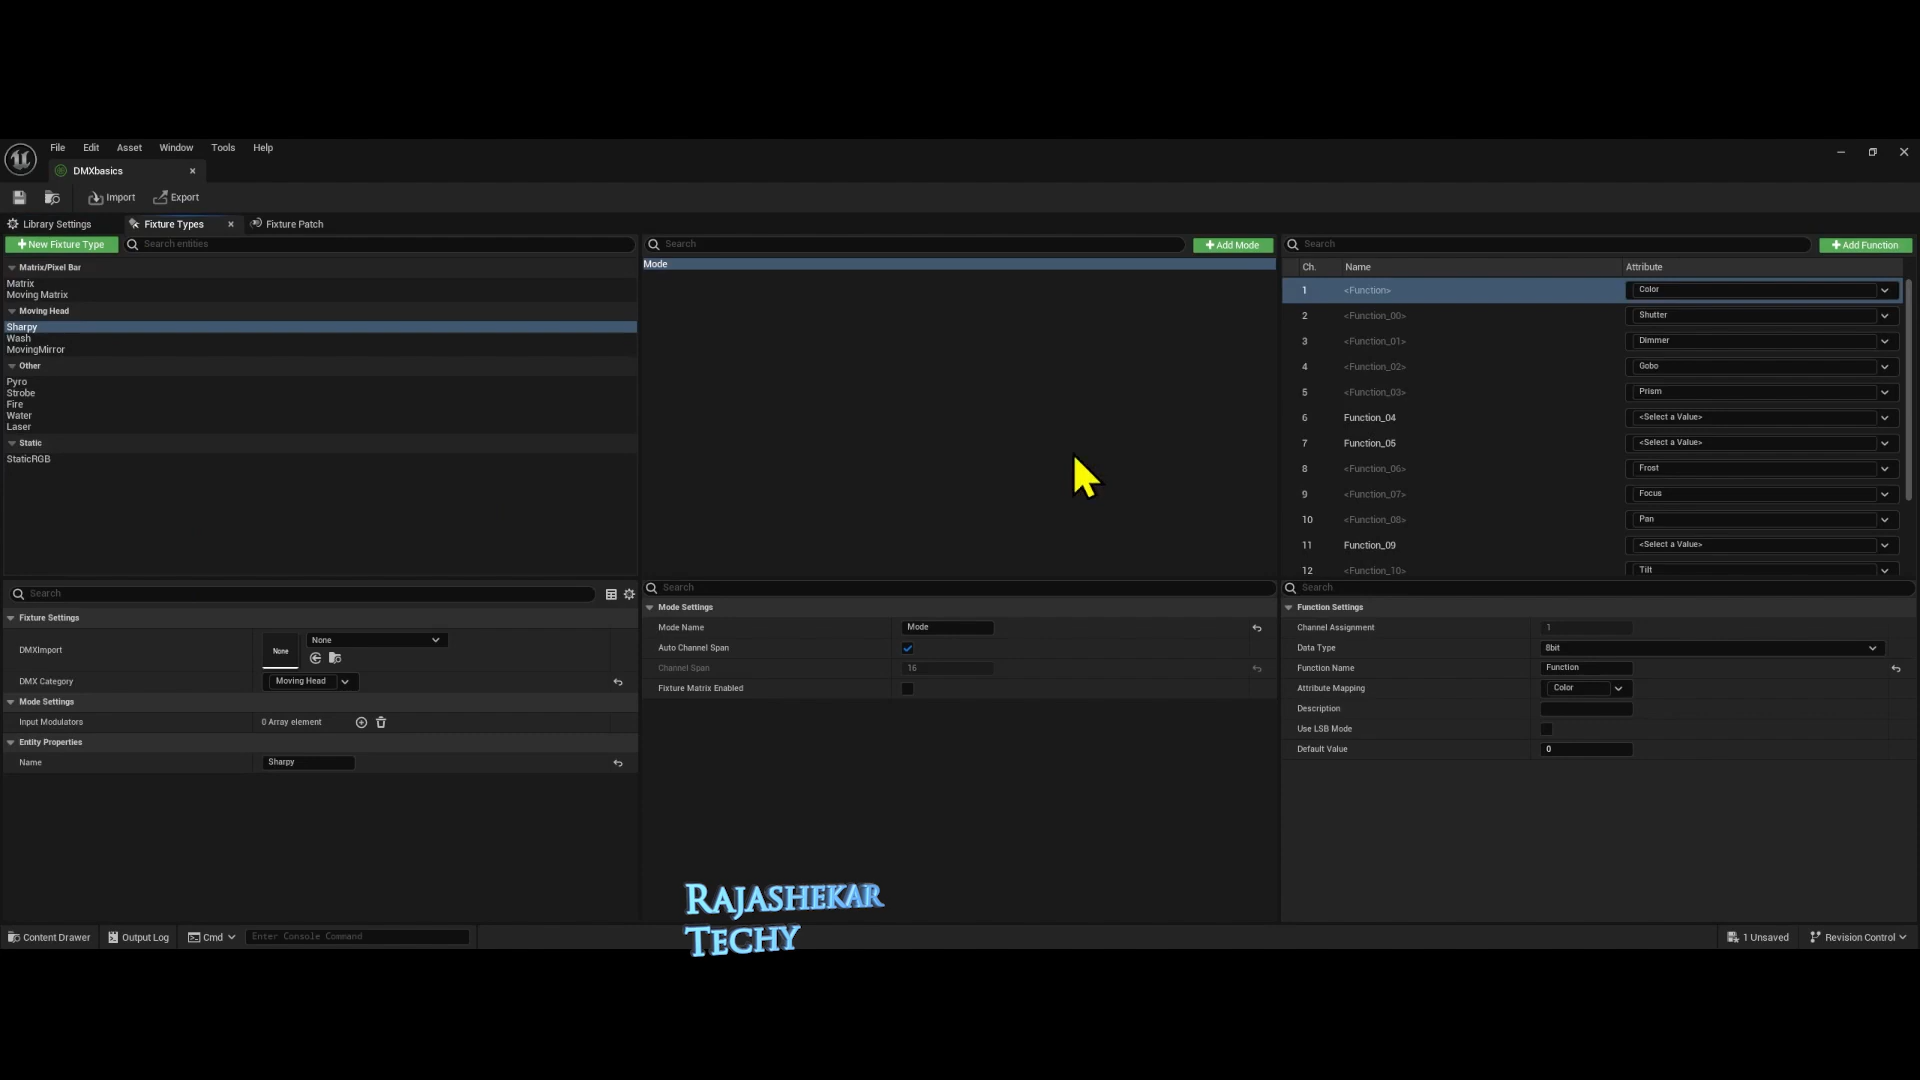 File Edit Asset Window Tools Help
DMXbasics
Import Export
Library Settings Fixture Types Fixture Patch
New Fixture Type Search entities
Matrix/Pixel Bar
Matrix
Moving Matrix
Moving Head
Sharpy
Wash
MovingMirror
Other
Pyro
Strobe
Fire
Water
Laser
Static
StaticRGB
Search
Fixture Settings
DMXImport None None
DMX Category Moving Head
Mode Settings
Input Modulators 0 Array element
Entity Properties
Name Sharpy
Search Add Mode
Mode
Search
Mode Settings
Mode Name Mode
Auto Channel Span
Channel Span 16
Fixture Matrix Enabled
Search Add Function
Ch. Name Attribute
1 <Function> Color
2 <Function_00> Shutter
3 <Function_01> Dimmer
4 <Function_02> Gobo
5 <Function_03> Prism
6 Function_04 <Select a Value>
7 Function_05 <Select a Value>
8 <Function_06> Frost
9 <Function_07> Focus
10 <Function_08> Pan
11 Function_09 <Select a Value>
12 <Function_10> Tilt
Search
Function Settings
Channel Assignment 1
Data Type 8bit
Function Name Function
Attribute Mapping Color
Description
Use LSB Mode
Default Value 0
Rajashekar
Techy
Content Drawer Output Log Cmd Enter Console Command 1 Unsaved Revision Control